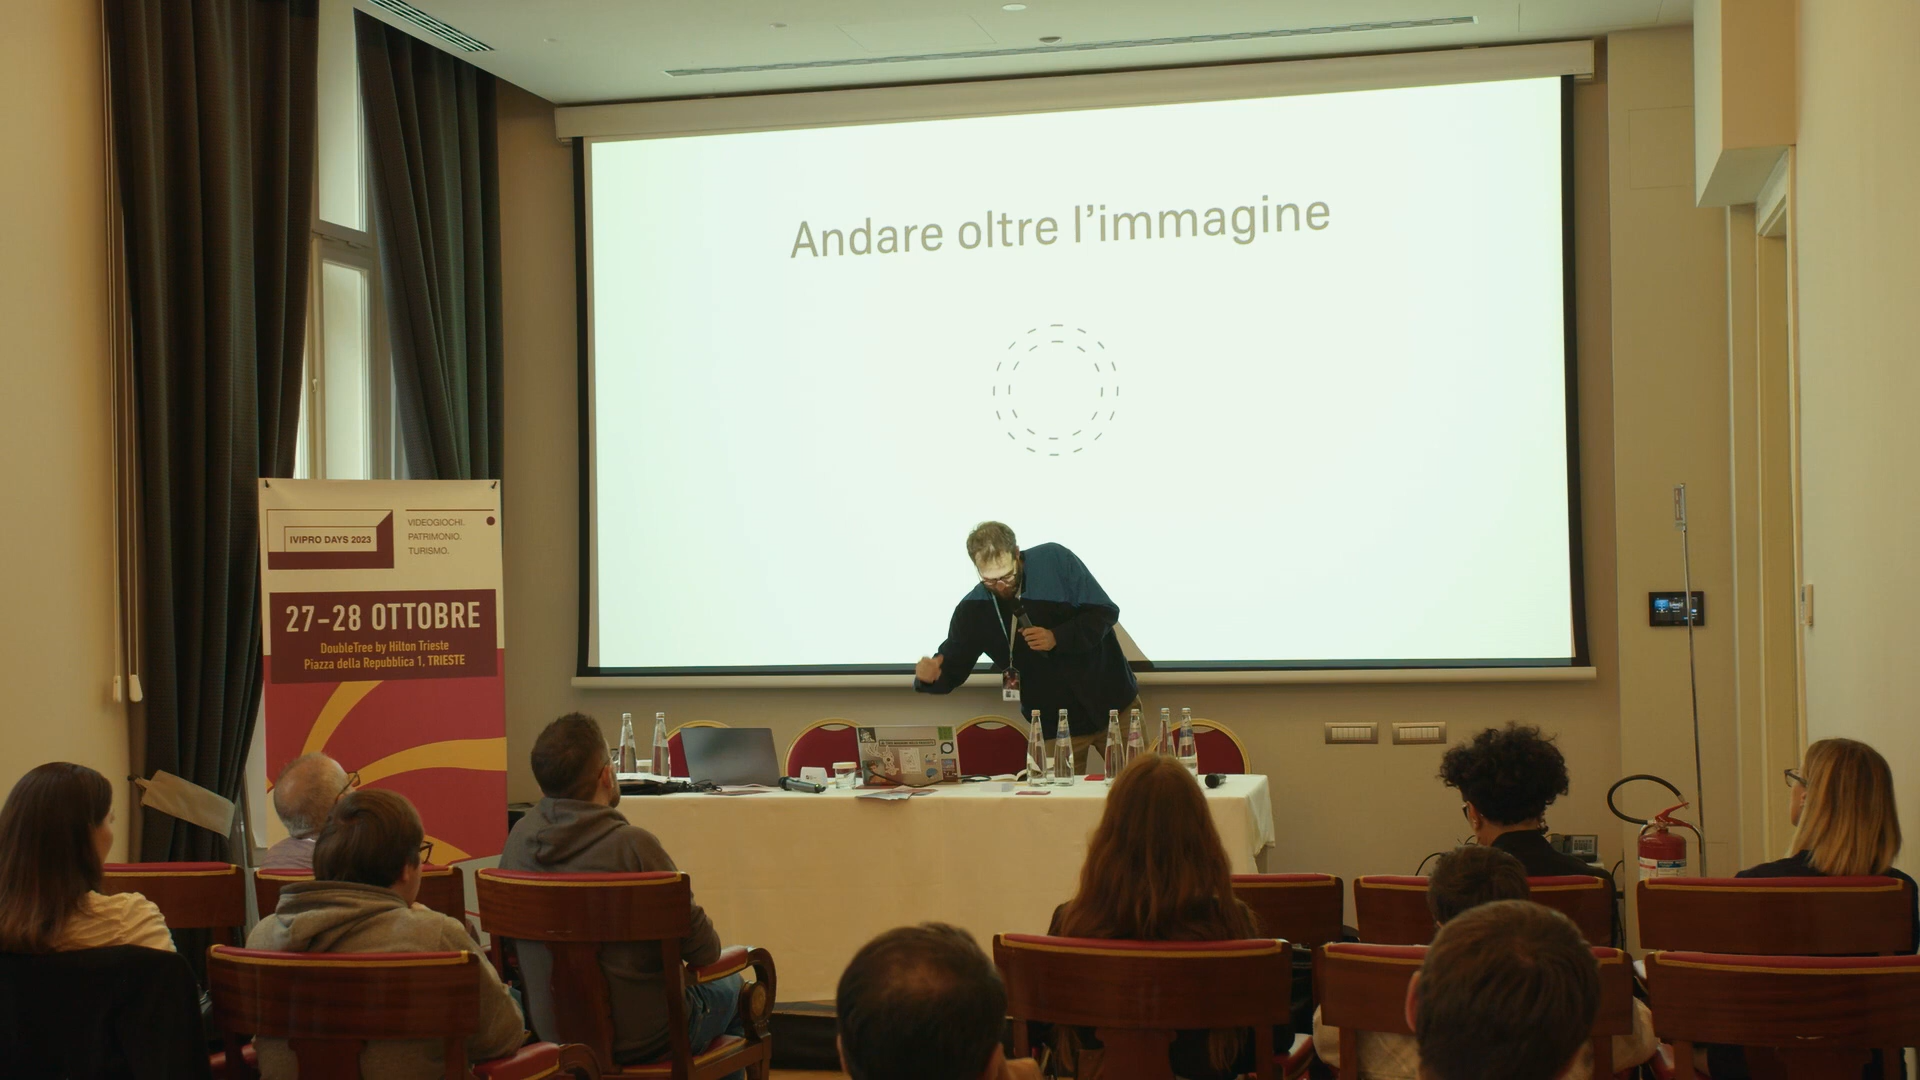 Andare oltre l'immagine
IVIPRO DAYS 2023
VIDEOGIOCHI.
PATRIMONIO.
TURISMO.
27-28 OTTOBRE
DoubleTree by Hilton Trieste
Piazza della Repubblica 1, TRIESTE